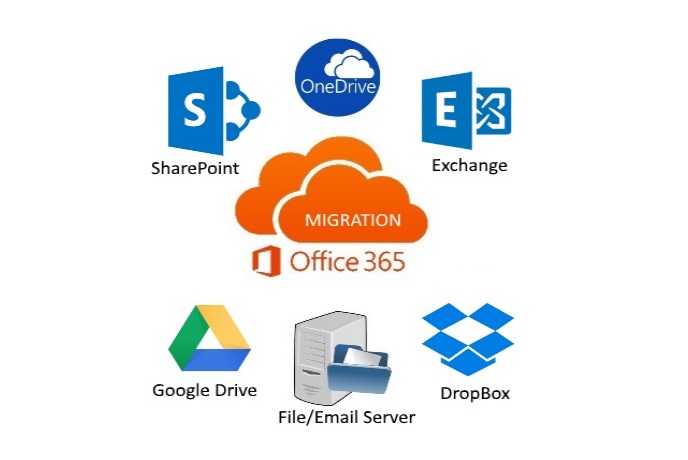 OneDrive
S
E
SharePoint
Exchange
MIGRATION
Office 365
Google Drive
DropBox
File/Email Server